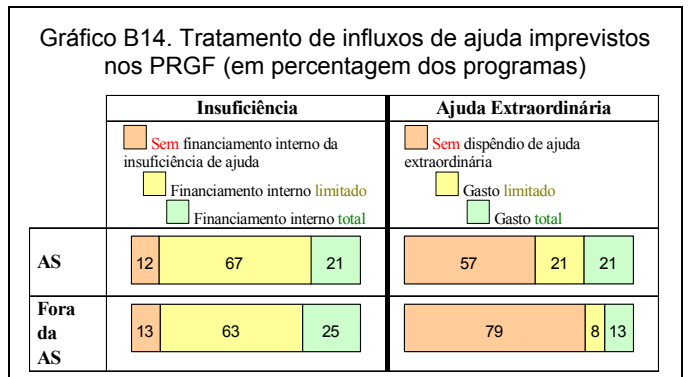 Gráfico B14. Tratamento de influxos de ajuda imprevistos
nos PRGF (em percentagem dos programas)
Insuficiência
Ajuda Extraordinária
Sem financiamento interno da
insuficiência de ajuda
Financiamento interno limitado
Financiamento interno total
Sem dispêndio de ajuda
extraordinária
Gasto limitado
Gasto total
AS
12 67 21
57 21 21
Fora
da
AS
13 63 25
79 8 13